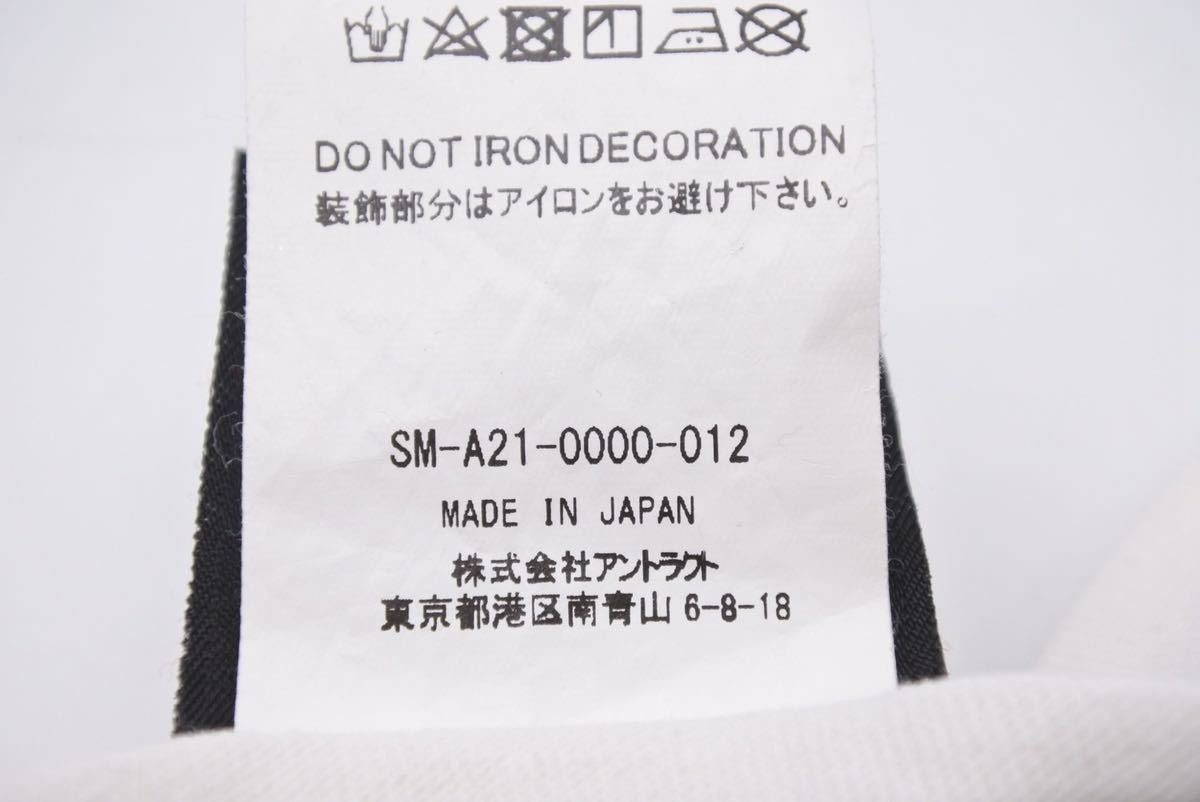 DO NOT IRON DECORATION
装飾部分はアイロンをお避け下さい。
SM-A21-0000-012
MADE IN JAPAN
株式会社アントラクト
東京都港区南青山 6-8-18